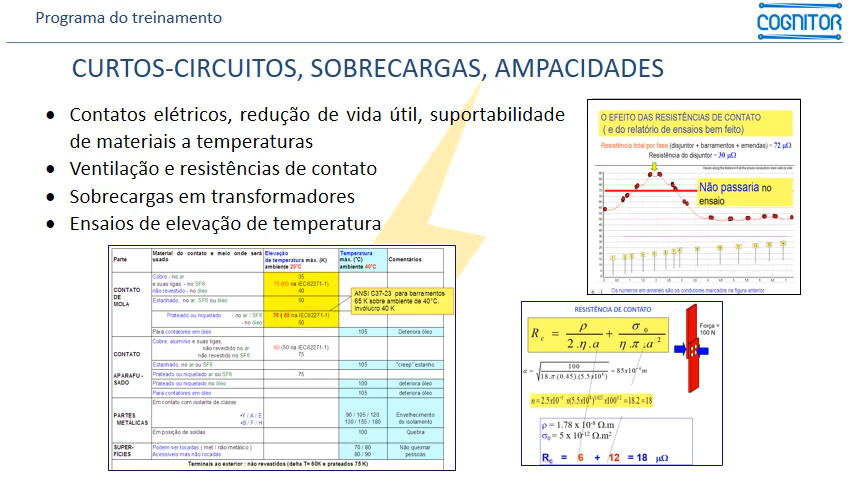 Programa do treinamento
COGNITOR
CURTOS-CIRCUITOS, SOBRECARGAS, AMPACIDADES
• Contatos elétricos, redução de vida útil, suportabilidade
de materiais a temperaturas
• Ventilação e resistências de contato
• Sobrecargas em transformadores
• Ensaios de elevação de temperatura
O EFEITO DAS RESISTÊNCIAS DE CONTATO
( e do relatório de ensaios bem feito)
Resistência total por fase (disjuntor + barramentos + emendas) = 72 µΩ
Resistência do disjuntor = 30 µΩ
Não passaria no
ensaio
Os números em amarelo são os condutores marcados na figura anterior
Parte
Material do contato e meio onde será
usado
Elevação
de temperatura máx. (K)
ambiente 20°C
Temperatura
máx. (°C)
ambiente 40°C
Comentários
CONTATO
DE
MOLA
Cobre - no ar
e suas ligas, - no SF6
não revestido - no óleo
35
75 (65 na IEC62271-1)
40
Estanhado , no ar, SF6 ou óleo
50
Prateado ou niquelado - no ar / SF6
- no óleo
75 ( 65 na IEC62271-1)
50
ANSI C37-23 para barramentos
65 K sobre ambiente de 40°C.
Invólucro 40 K
Para contatores em óleo
105
Deteriora óleo
CONTATO
APARAFU -
SADO
Cobre, alumínio e suas ligas,
não revestido no ar
não revestido no SF6
60 (50 na IEC62271-1)
75
Estanhado, no ar ou SF6
105
"creep" estanho
Prateado ou niquelado ar ou SF6
75
Prateado ou niquelado no óleo
100
deteriora óleo
Para contatores em óleo
105
deteriora óleo
PARTES
METÁLICAS
Em contato com isolante de classe
•Y / A / E
•B / F / H
90 / 105 / 120
130 / 155 / 180
Envelhecimento
do isolamento
Em posição de soldas
100
Quebra
SUPER-
FÍCIES
Podem ser tocadas ( met / não metálico )
Acessíveis mas não tocadas
70 / 80
80 / 90
Não queimar
pessoas
Terminais ao exterior : não revestidos (delta T= 60K e prateados 75 K)
RESISTÊNCIA DE CONTATO
R c = ρ / 2 .η .a + σ 0 / η .π .a 2
Força =
100 N
ρ = 1.78 x 10-8 Ω.m
σ0 = 5 x 10-12 Ω.m2
Rc = 6 + 12 = 18 µΩ